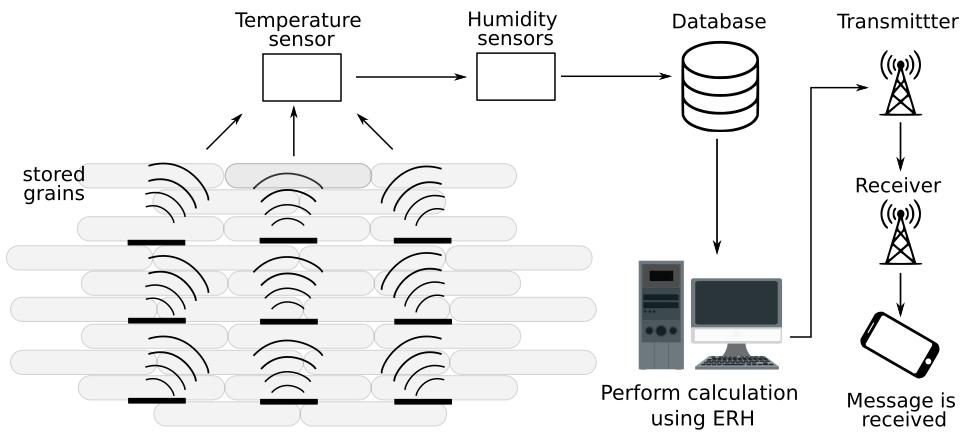 Temperature
sensor
Humidity
sensors
Database
Transmittter
stored
grains
Receiver
Perform calculation
using ERH
Message is
received